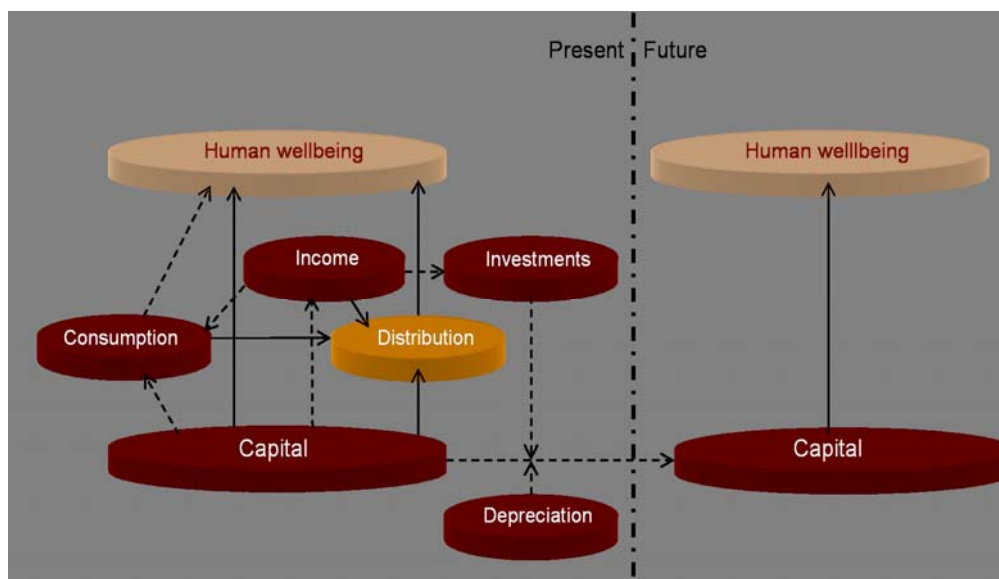 Present Future
Human wellbeing
Human welllbeing
Income
Investments
Consumption
Distribution
Capital
Capital
Depreciation